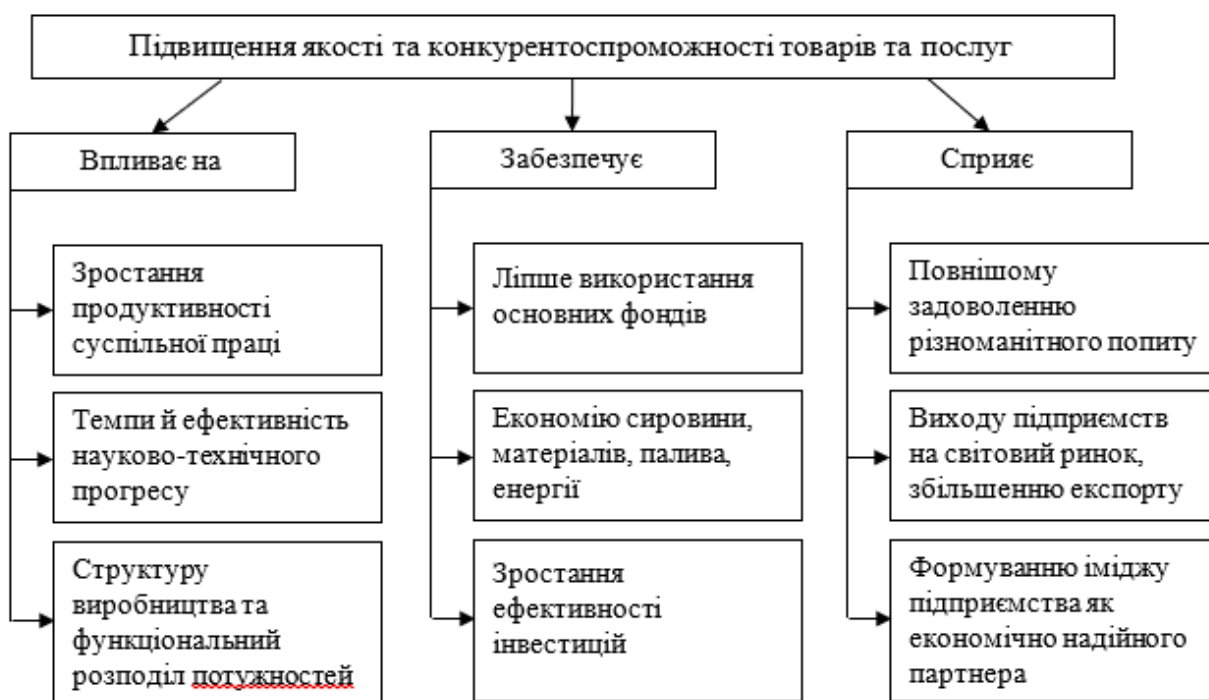 Підвищення якості та конкурентоспроможності товарів та послуг
Впливає на
Зростання
продуктивності
суспільної праці
Темпи й ефективність
науково-технічного
прогресу
Структуру
виробництва та
функціональний
розподіл потужностей
Забезпечує
Ліпше використання
основних фондів
Економію сировини,
матеріалів, палива,
енергії
Зростання
ефективності
інвестицій
Сприяє
Повнішому
задоволенню
різноманітного попиту
Виходу підприємств
на світовий ринок,
збільшенню експорту
Формуванню іміджу
підприємства як
економічно надійного
партнера